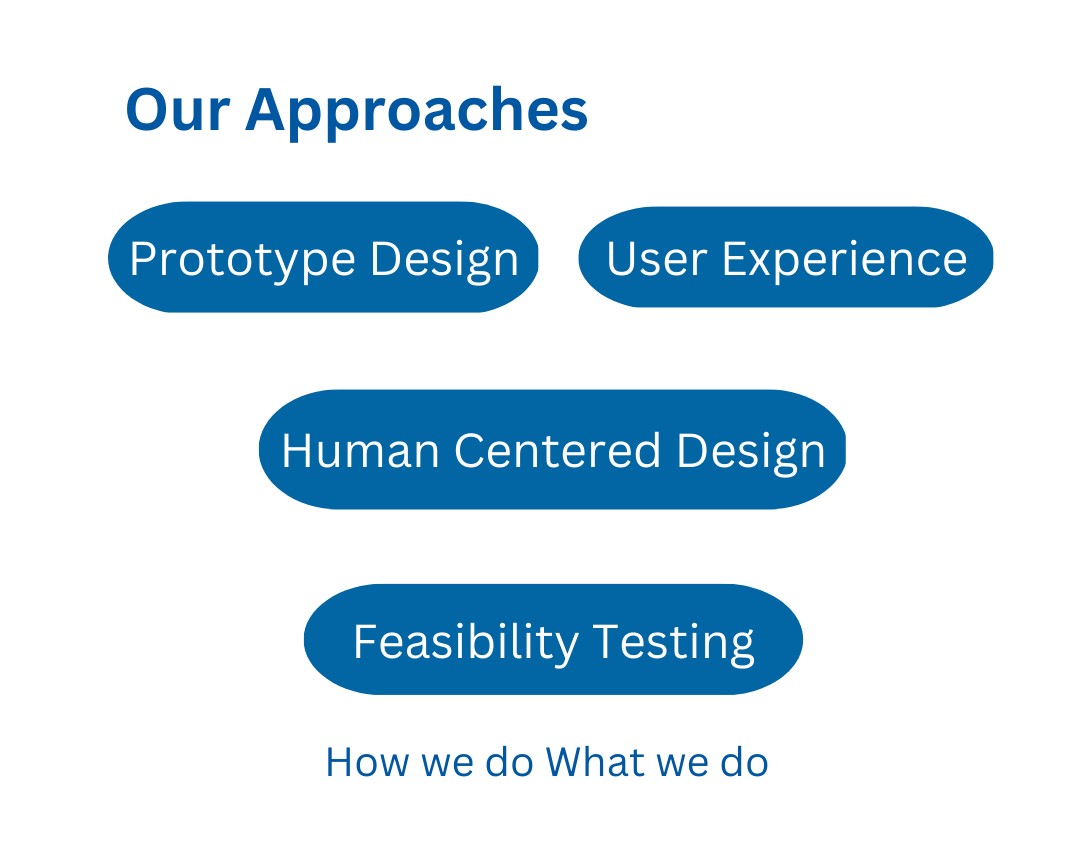 Our Approaches
Prototype Design
User Experience
Human Centered Design
Feasibility Testing
How we do What we do